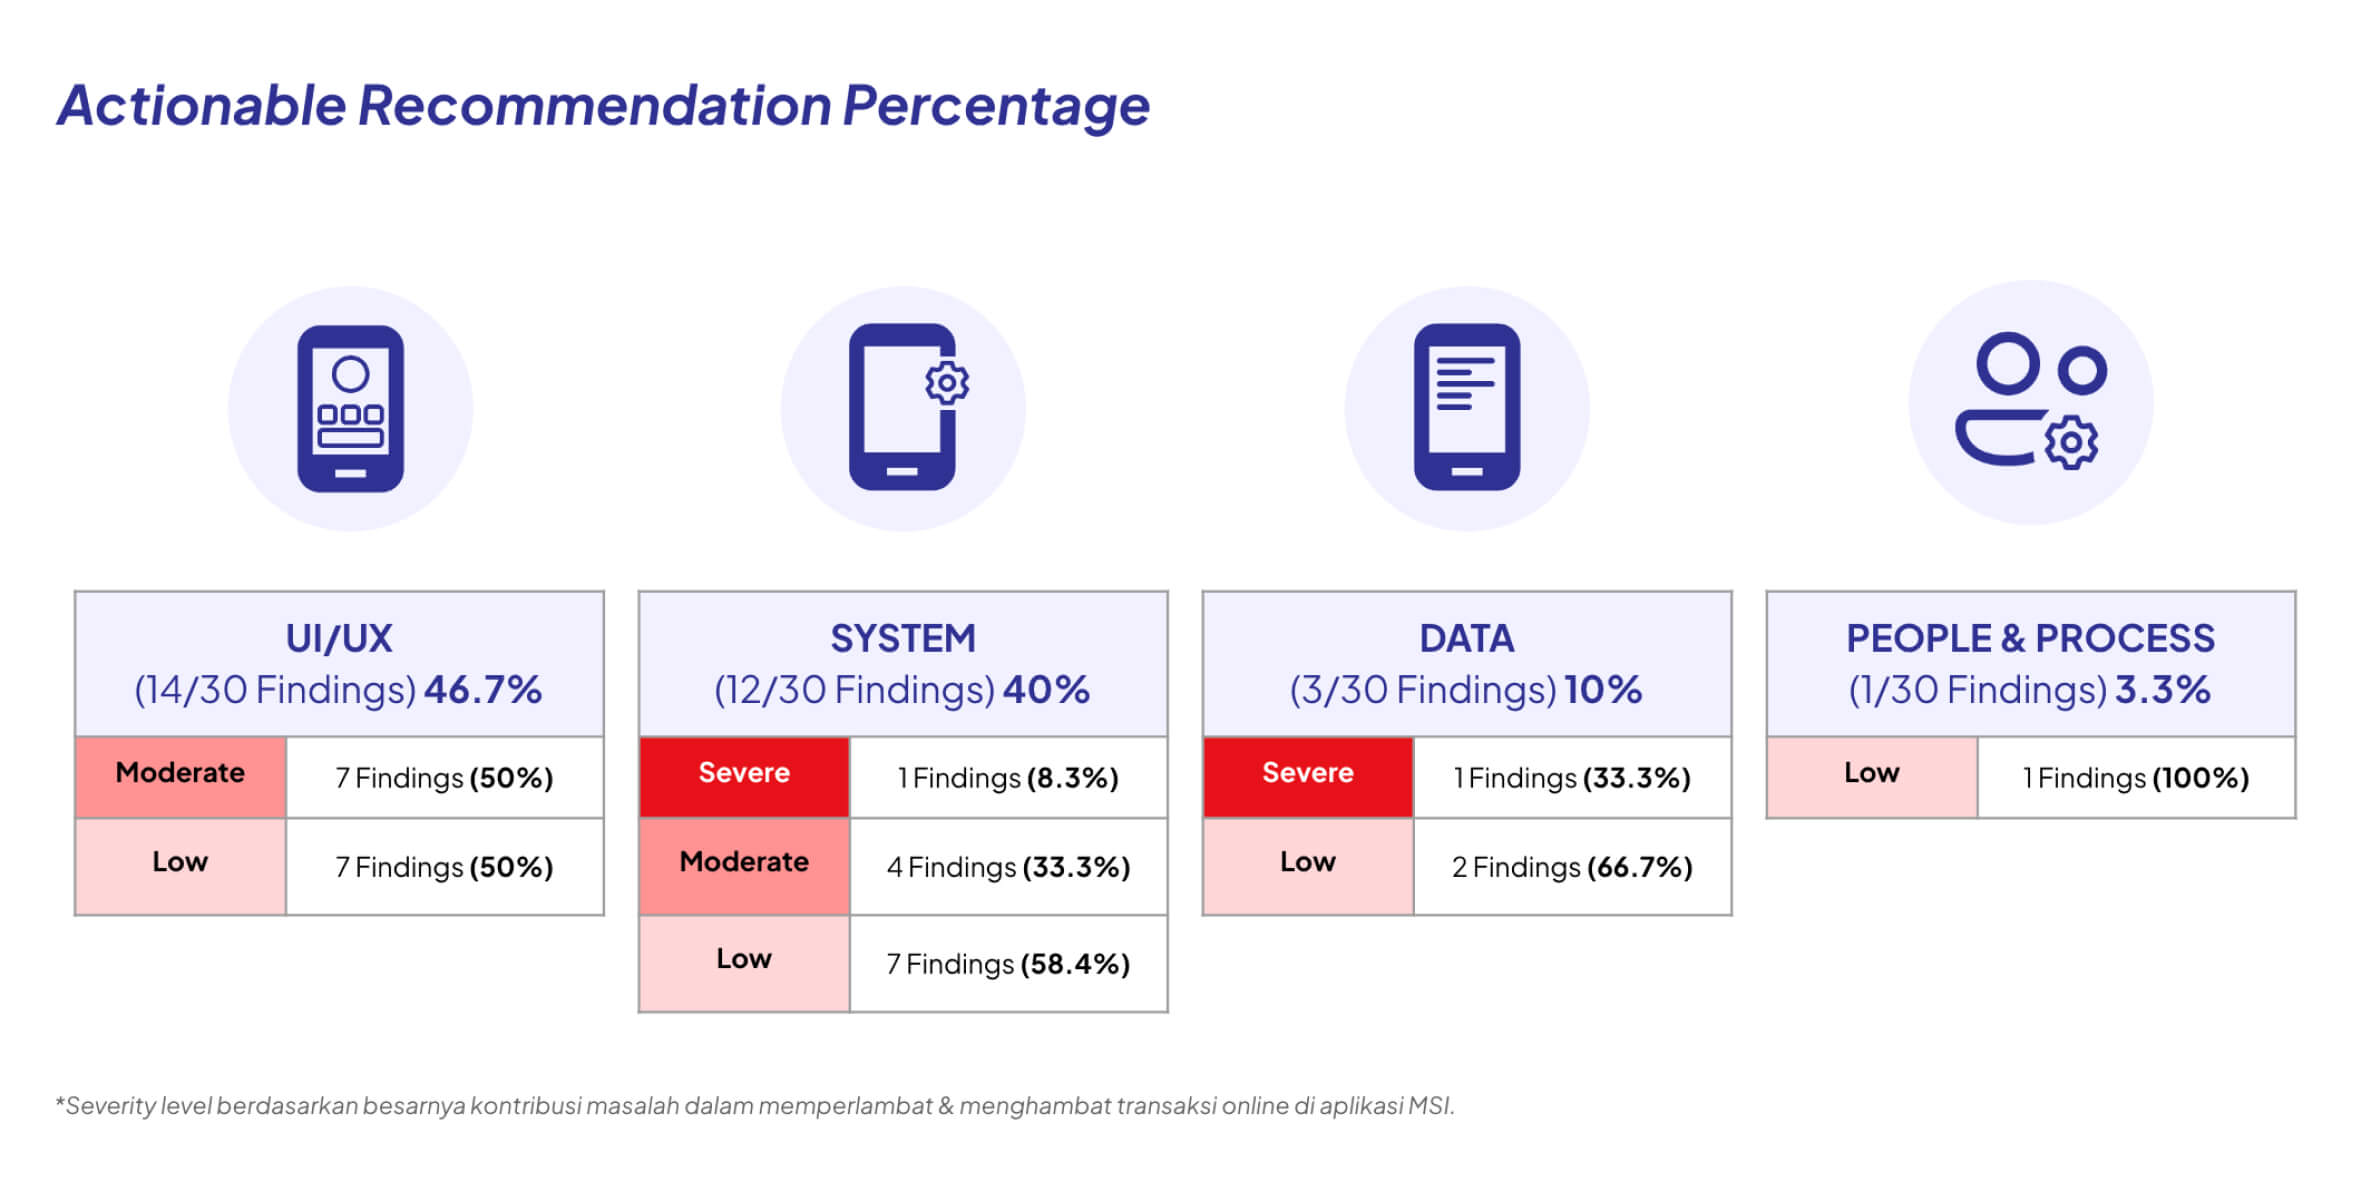 Actionable Recommendation Percentage
UI/UX
(14/30 Findings) 46.7%
Moderate
7 Findings (50%)
Low
7 Findings (50%)
SYSTEM
(12/30 Findings) 40%
Severe
1 Findings (8.3%)
Moderate
4 Findings (33.3%)
Low
7 Findings (58.4%)
DATA
(3/30 Findings) 10%
Severe
1 Findings (33.3%)
Low
2 Findings (66.7%)
PEOPLE & PROCESS
(1/30 Findings) 3.3%
Low
1 Findings (100%)
*Severity level berdasarkan besarnya kontribusi masalah dalam memperlambat & menghambat transaksi online di aplikasi MSI.